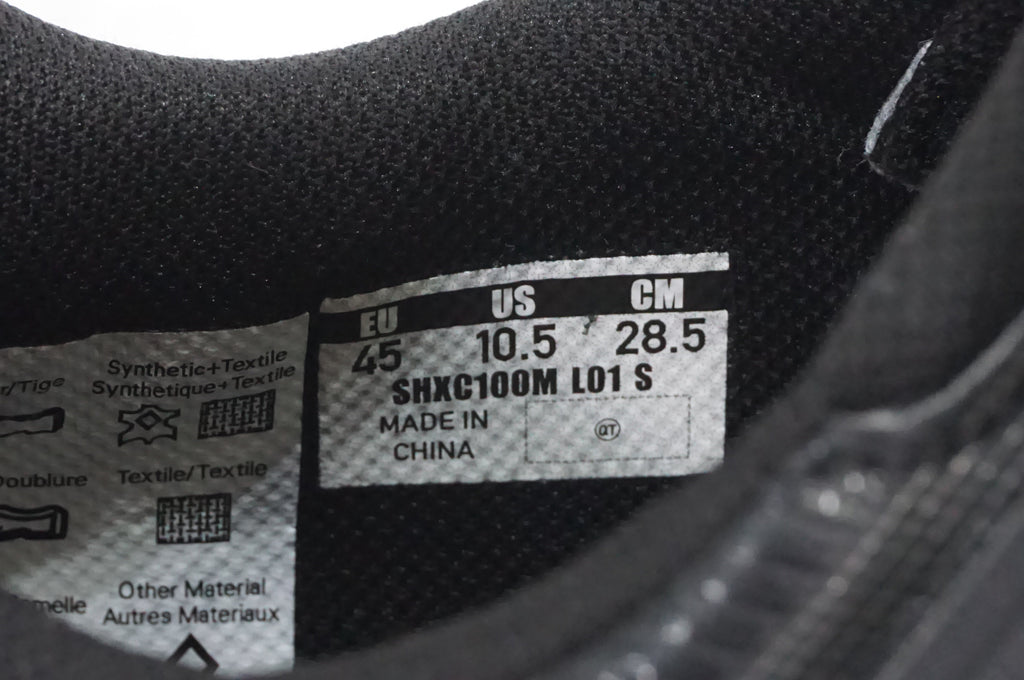 r/Tige
Synthetic+Textile
Synthetique+Textile
Doublure
Textile/Textile
melle
Other Material
Autres Materiaux
EU US CM
45 10.5 28.5
SHXC100M L01 S
MADE IN
CHINA
QT